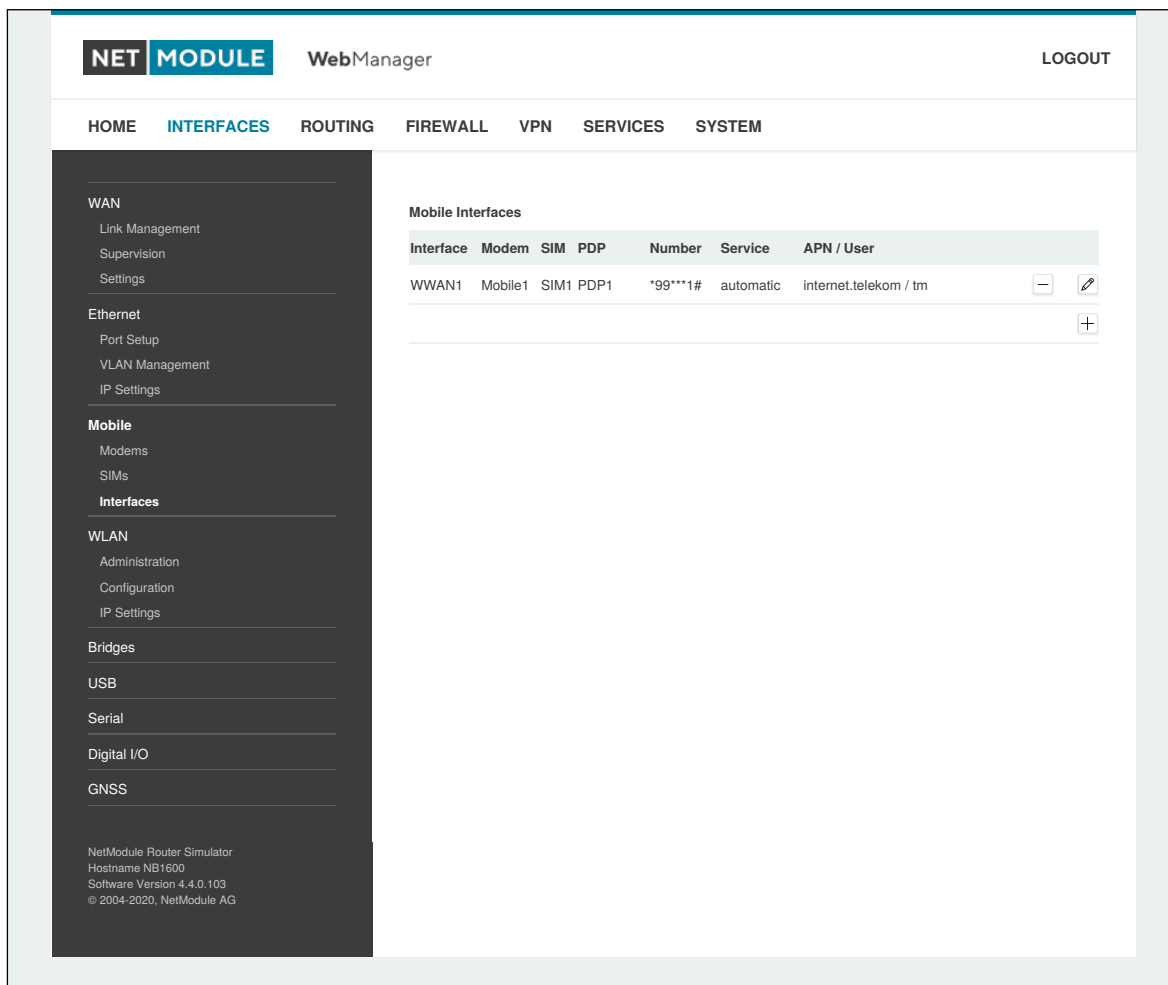 NET MODULE WebManager LOGOUT
HOME INTERFACES ROUTING FIREWALL VPN SERVICES SYSTEM
WAN
Link Management
Supervision
Settings
Ethernet
Port Setup
VLAN Management
IP Settings
Mobile
Modems
SIMs
Interfaces
WLAN
Administration
Configuration
IP Settings
Bridges
USB
Serial
Digital I/O
GNSS
NetModule Router Simulator
Hostname NB1600
Software Version 4.4.0.103
© 2004-2020, NetModule AG
Mobile Interfaces
Interface Modem SIM PDP Number Service APN / User
WWAN1 Mobile1 SIM1 PDP1 *99***1# automatic internet.telekom / tm